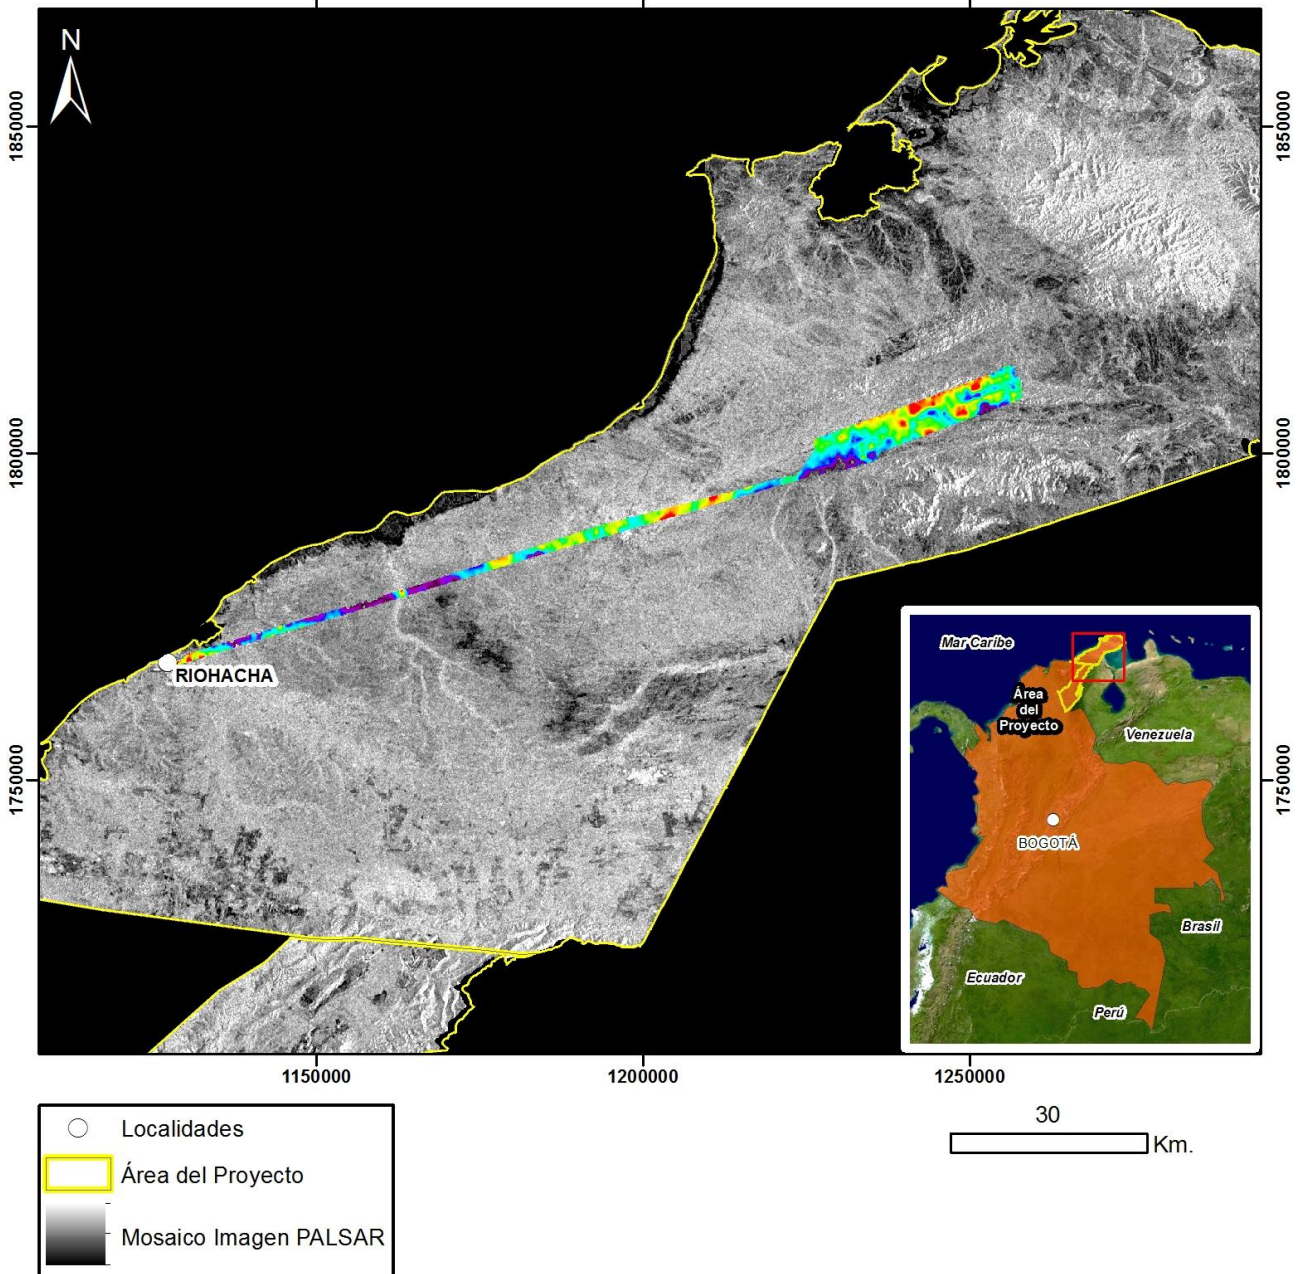 N
1850000
1850000
1800000
1800000
1750000
1750000
RIOHACHA
Mar Caribe
Área
del
Proyecto
Venezuela
BOGOTÁ
Brasíl
Ecuador
Perú
1150000
1200000
1250000
Localidades
Área del Proyecto
Mosaico Imagen PALSAR
30
Km.